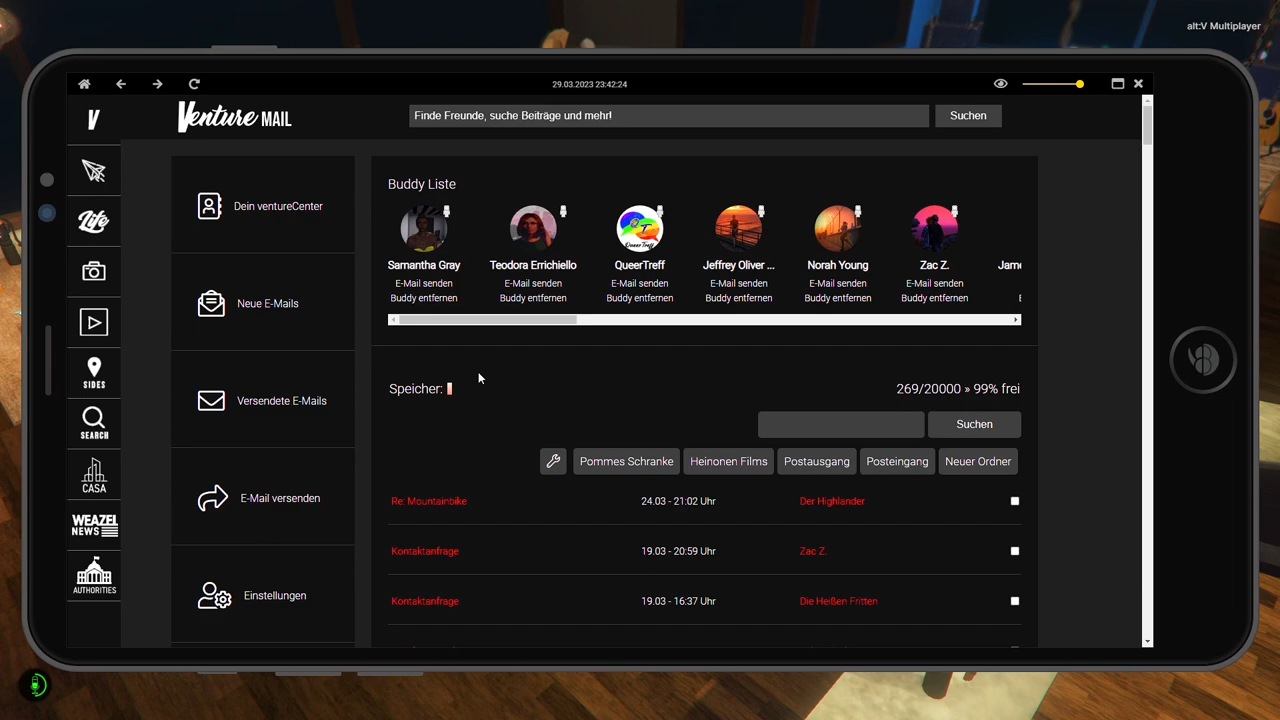 alt:V Multiplayer
29.03.2023 23:42:24
V
Venture MAIL
Finde Freunde, suche Beiträge und mehr!
Suchen
Life
SIDES
SEARCH
CASA
WEAZEL
NEWS
AUTHORITIES
Dein ventureCenter
Neue E-Mails
Versendete E-Mails
E-Mail versenden
Einstellungen
Buddy Liste
QueerTreff
Samantha Gray
Teodora Errichiello
QueerTreff
Jeffrey Oliver ...
Norah Young
Zac Z.
E-Mail senden E-Mail senden E-Mail senden E-Mail senden E-Mail senden E-Mail senden
Buddy entfernen Buddy entfernen Buddy entfernen Buddy entfernen Buddy entfernen Buddy entfernen
Speicher: 269/20000 » 99% frei
Suchen
Pommes Schranke Heinonen Films Postausgang Posteingang Neuer Ordner
Re: Mountainbike 24.03 - 21:02 Uhr Der Highlander
Kontaktanfrage 19.03 - 20:59 Uhr Zac Z.
Kontaktanfrage 19.03 - 16:37 Uhr Die Heißen Fritten